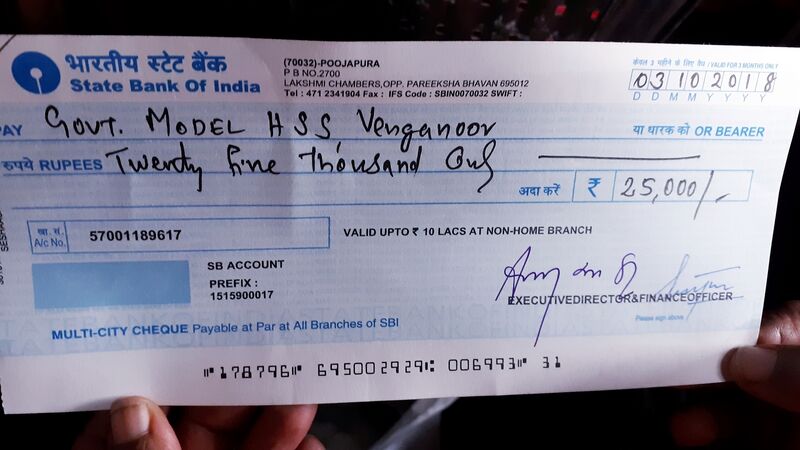 भारतीय स्टेट बैंक
State Bank Of India
(70032)-POOJAPURA
P B NO.2700
LAKSHMI CHAMBERS,OPP. PAREEKSHA BHAVAN 695012
Tel : 471 2341904 Fax : IFS Code : SBIN0070032 SWIFT :
केवल 3 महीने के लिए वैध / VALID FOR 3 MONTHS ONLY
03102018
D D M M Y Y Y Y
PAY Govt. Model HSS Venganoor या धारक को OR BEARER
रुपये RUPEES Twenty five thousand Only
अदा करें ₹ 25,000/-
खा. सं. A/c No. 57001189617 VALID UPTO ₹ 10 LACS AT NON-HOME BRANCH
SB ACCOUNT
PREFIX :
1515900017
EXECUTIVEDIRECTOR&FINANCEOFFICER
Please sign above
MULTI-CITY CHEQUE Payable at Par at All Branches of SBI
⑈178796⑈ 695002929⑆ 006993⑈ 31